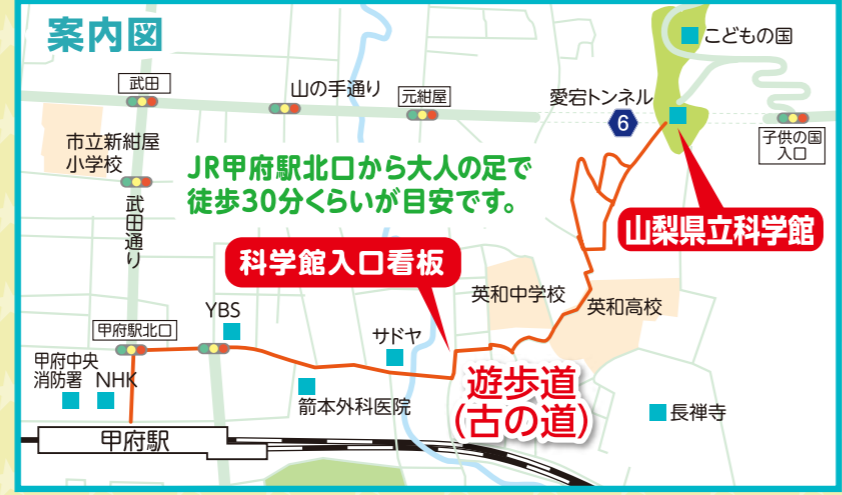 案内図
こどもの国
武田
山の手通り
元紺屋
愛宕トンネル
6
子供の国
入口
市立新紺屋
小学校
JR甲府駅北口から大人の足で
徒歩30分くらいが目安です。
武田通り
山梨県立科学館
科学館入口看板
英和中学校
英和高校
YBS
甲府駅北口
サドヤ
甲府中央
消防署
NHK
箭本外科医院
遊歩道
(古の道)
長禅寺
甲府駅